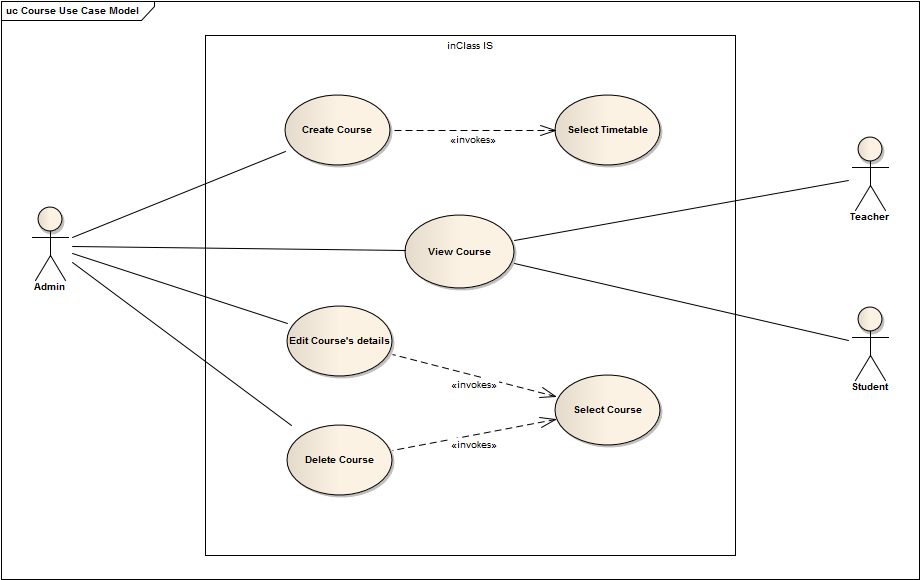 uc Course Use Case Model
inClass IS
Create Course
«invokes»
Select Timetable
Teacher
View Course
Admin
Edit Course's details
«invokes»
Student
Select Course
«invokes»
Delete Course